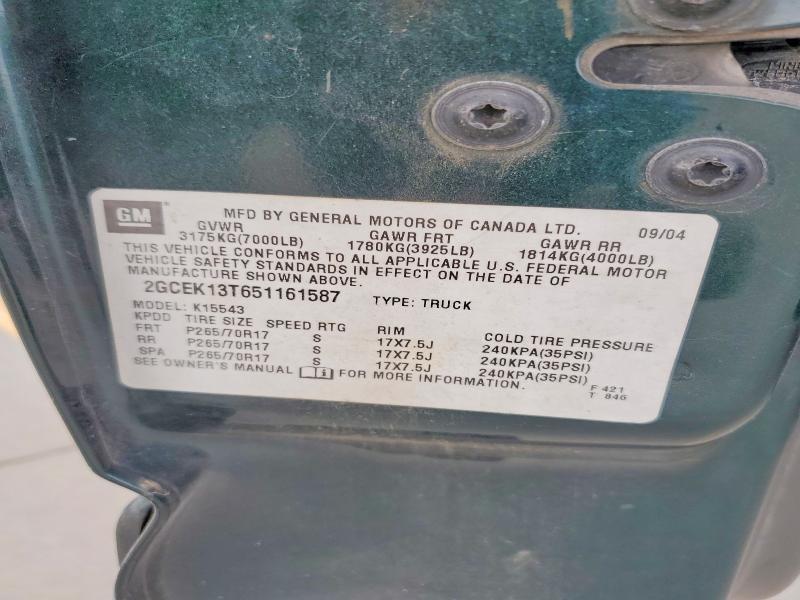 GM
MFD BY GENERAL MOTORS OF CANADA LTD. 09/04
GVWR GAWR FRT GAWR RR
3175KG(7000LB) 1780KG(3925LB) 1814KG(4000LB)
THIS VEHICLE CONFORMS TO ALL APPLICABLE U.S. FEDERAL MOTOR
VEHICLE SAFETY STANDARDS IN EFFECT ON THE DATE OF
MANUFACTURE SHOWN ABOVE.
2GCEK13T651161587 TYPE: TRUCK
MODEL: K15543
KPDD TIRE SIZE SPEED RTG RIM COLD TIRE PRESSURE
FRT P265/70R17 S 17X7.5J 240KPA(35PSI)
RR P265/70R17 S 17X7.5J 240KPA(35PSI)
SPA P265/70R17 S 17X7.5J 240KPA(35PSI)
SEE OWNER'S MANUAL FOR MORE INFORMATION.
F 421
T 846